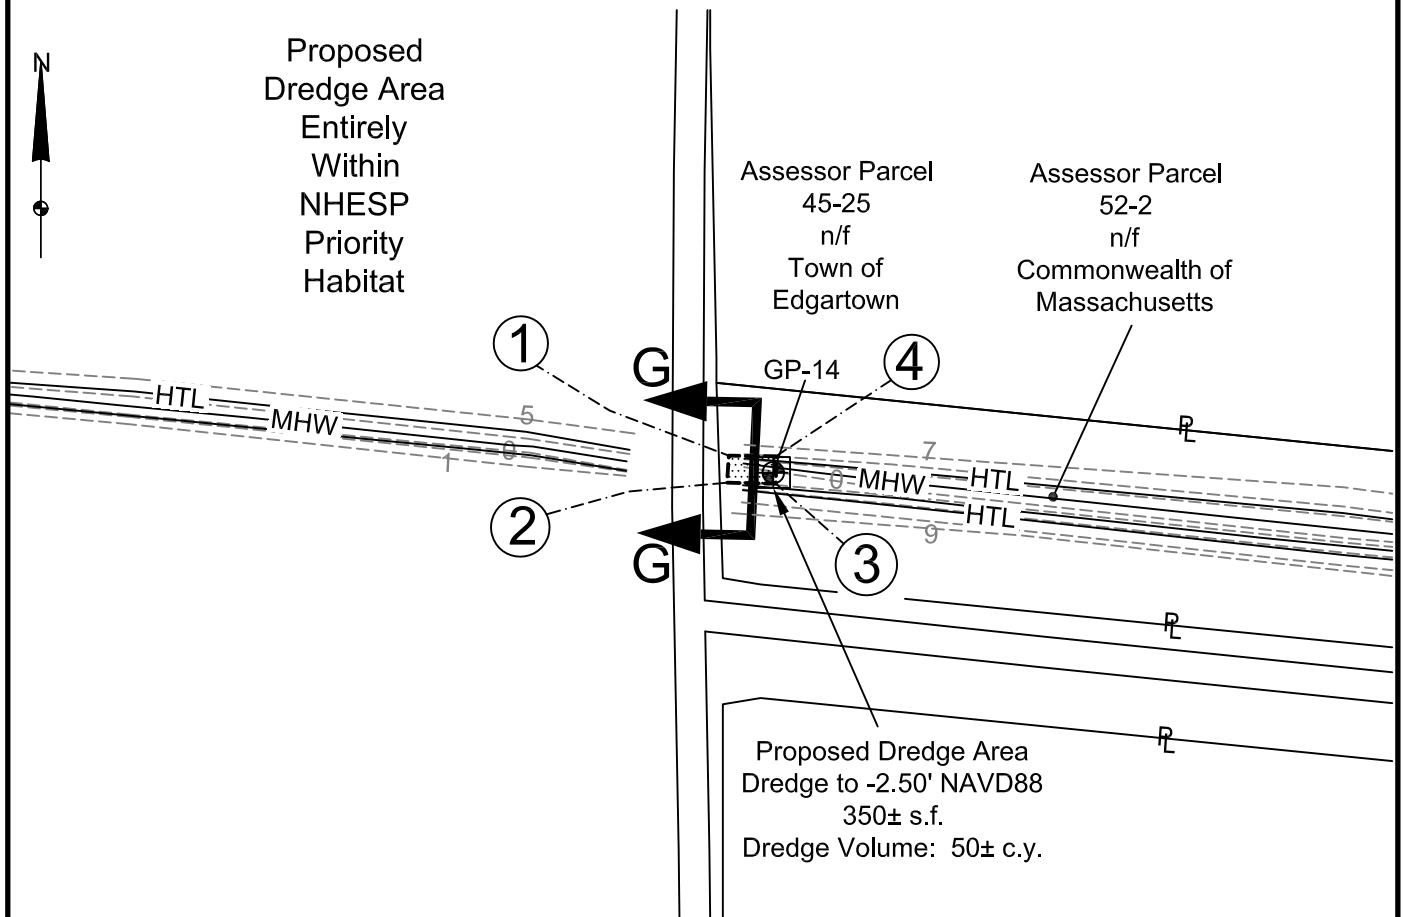 N
Proposed
Dredge Area
Entirely
Within
NHESP
Priority
Habitat
Assessor Parcel
45-25
n/f
Town of
Edgartown
Assessor Parcel
52-2
n/f
Commonwealth of
Massachusetts
1
G
GP-14
4
HTL
MHW
5
0
1
PL
7
0
MHW
HTL
HTL
9
2
G
3
PL
PL
Proposed Dredge Area
Dredge to -2.50' NAVD88
350± s.f.
Dredge Volume: 50± c.y.